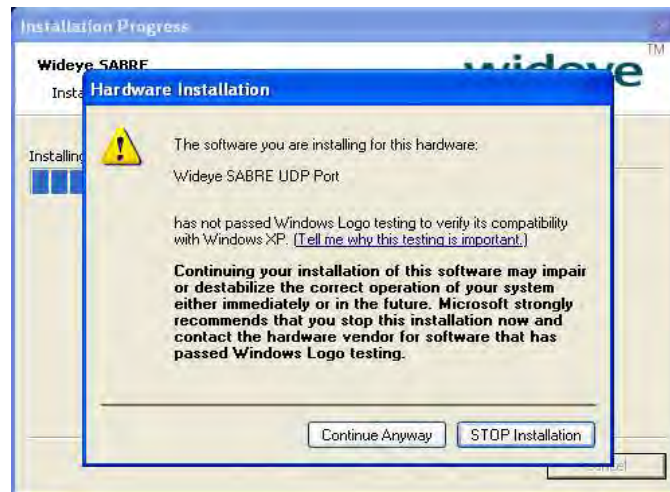 Installation Progress
Wideye SABRE
wideye™
Insta
Hardware Installation
The software you are installing for this hardware:
Installing
Wideye SABRE UDP Port
has not passed Windows Logo testing to verify its compatibility
with Windows XP. (Tell me why this testing is important.)
Continuing your installation of this software may impair
or destabilize the correct operation of your system
either immediately or in the future. Microsoft strongly
recommends that you stop this installation now and
contact the hardware vendor for software that has
passed Windows Logo testing.
Continue Anyway STOP Installation
Cancel